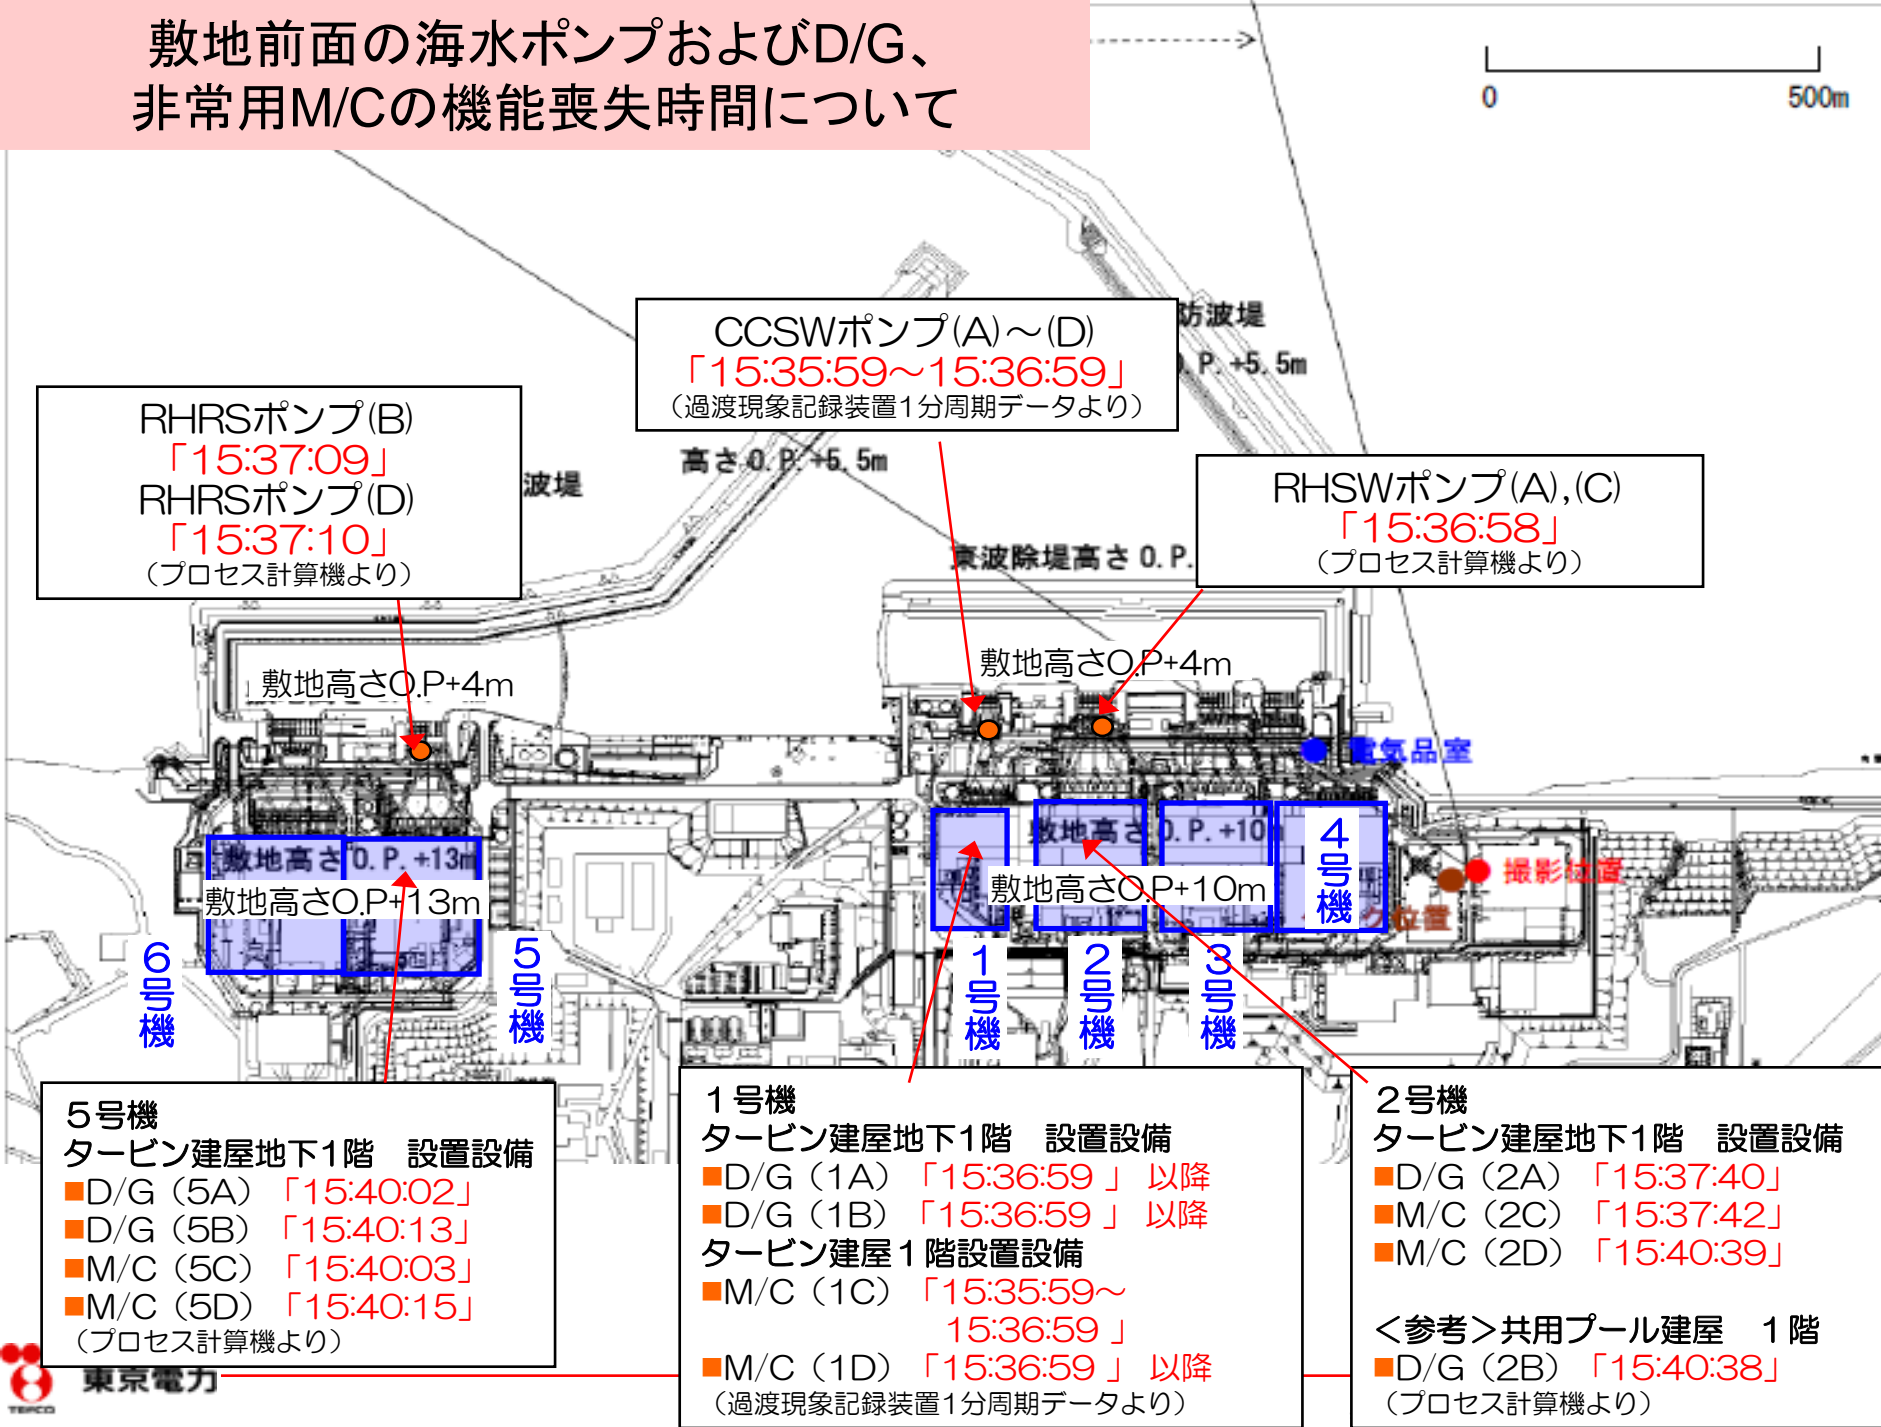 敷地前面の海水ポンプおよびD/G、
非常用M/Cの機能喪失時間について
0 500m
防波堤
CCSWポンプ(A)～(D)
「15:35:59～15:36:59」
（過渡現象記録装置1分周期データより）
O.P.+5.5m
RHRSポンプ(B)
「15:37:09」
RHRSポンプ(D)
「15:37:10」
（プロセス計算機より）
波堤
高さO.P.+5.5m
RHSWポンプ(A),(C)
「15:36:58」
（プロセス計算機より）
東波除堤高さO.P.
敷地高さO.P+4m
敷地高さO.P+4m
電気品室
敷地高さO.P.+13m
敷地高さO.P+13m
敷地高さO.P.+10m
敷地高さO.P+10m
撮影位置
位置
6号機
5号機
1号機
2号機
3号機
4号機
5号機
タービン建屋地下1階　設置設備
■D/G（5A）「15:40:02」
■D/G（5B）「15:40:13」
■M/C（5C）「15:40:03」
■M/C（5D）「15:40:15」
（プロセス計算機より）
1号機
タービン建屋地下1階　設置設備
■D/G（1A）「15:36:59 」以降
■D/G（1B）「15:36:59 」以降
タービン建屋1階設置設備
■M/C（1C）「15:35:59～
15:36:59 」
■M/C（1D）「15:36:59 」以降
（過渡現象記録装置1分周期データより）
2号機
タービン建屋地下1階　設置設備
■D/G（2A）「15:37:40」
■M/C（2C）「15:37:42」
■M/C（2D）「15:40:39」
＜参考＞共用プール建屋　1階
■D/G（2B）「15:40:38」
（プロセス計算機より）
東京電力
TEPCO